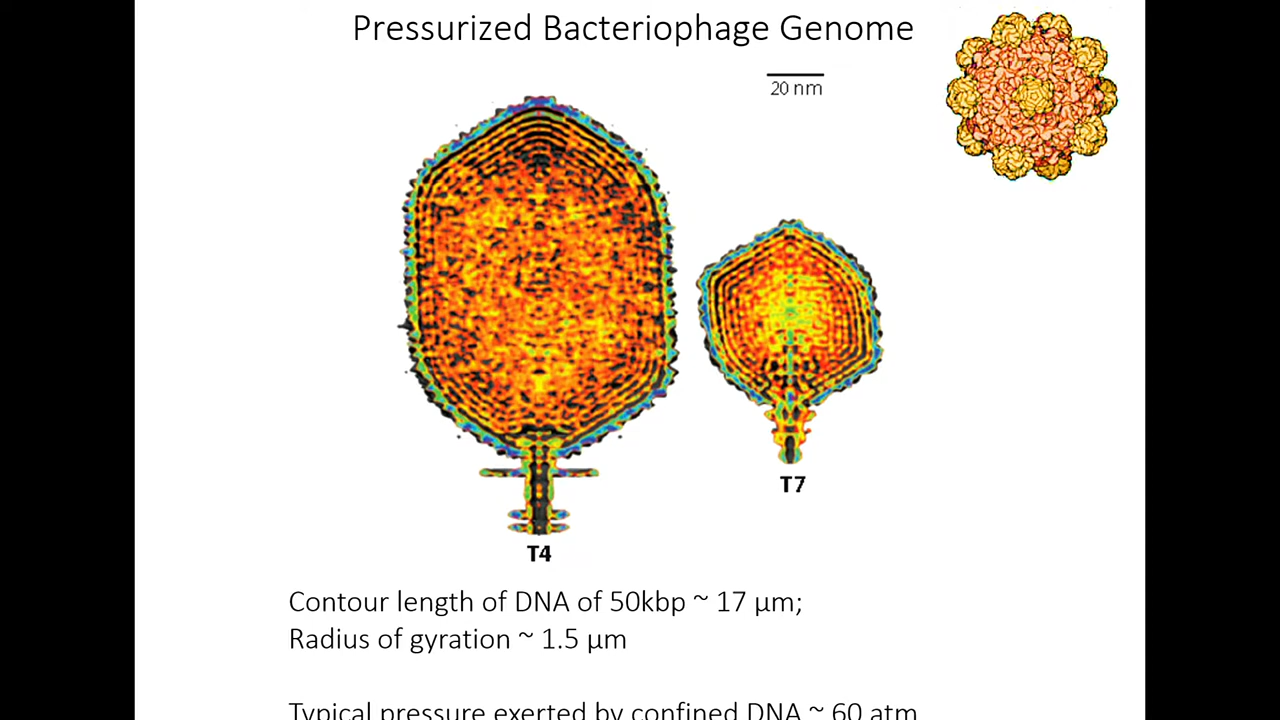 Pressurized Bacteriophage Genome
20 nm
T7
T4
Contour length of DNA of 50kbp ~ 17 μm;
Radius of gyration ~ 1.5 μm
Typical pressure exerted by confined DNA ~ 60 atm